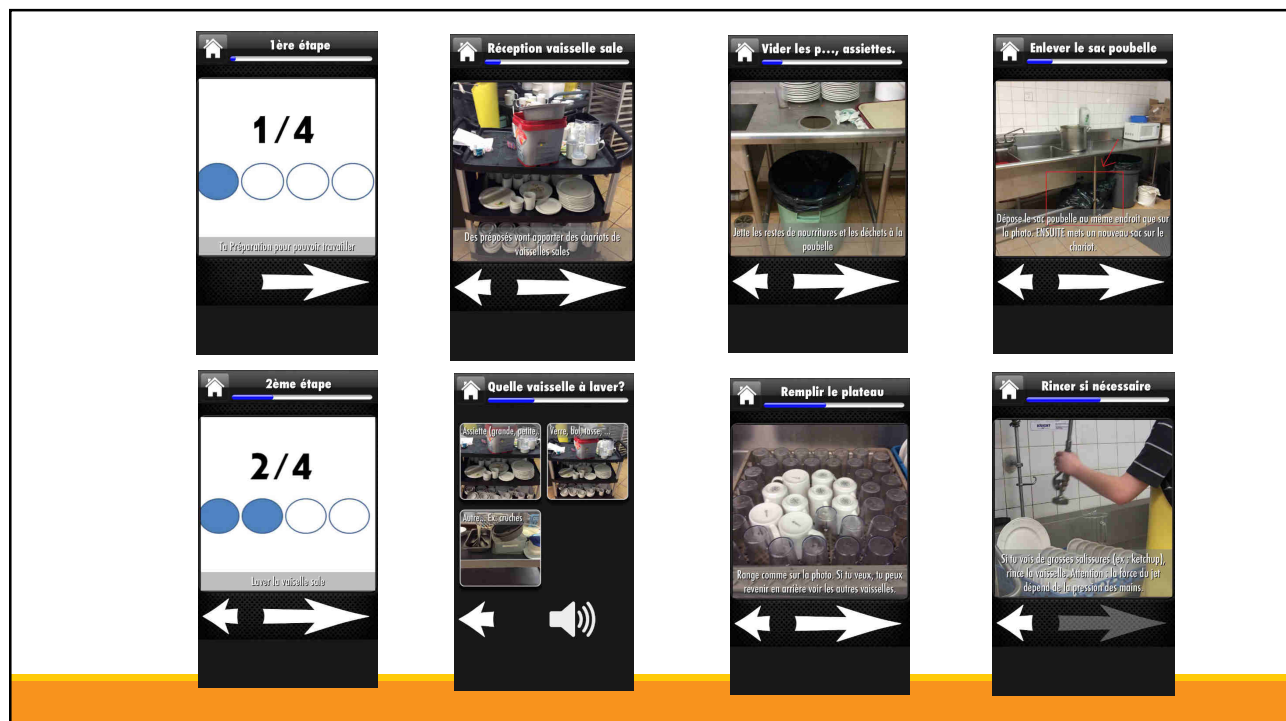 1ère étape
1/4
Ta Préparation pour pouvoir travailler
Réception vaisselle sale
Des préposés vont apporter des chariots de
vaisselles sales
Vider les p..., assiettes.
Jette les restes de nourritures et les déchets à la
poubelle
Enlever le sac poubelle
Dépose le sac poubelle au même endroit que sur
la photo. ENSUITE mets un nouveau sac sur le
chariot.
2ème étape
2/4
Laver la vaiselle sale
Quelle vaisselle à laver?
Assiette (grande, petite,
Verre, bol, tasse, ...
Autre... Ex: cruches
Remplir le plateau
Range comme sur la photo. Si tu veux, tu peux
revenir en arrière voir les autres vaisselles.
Rincer si nécessaire
Si tu vois de grosses salissures (ex : ketchup),
rince la vaisselle. Attention : la force du jet
dépend de la pression des mains.